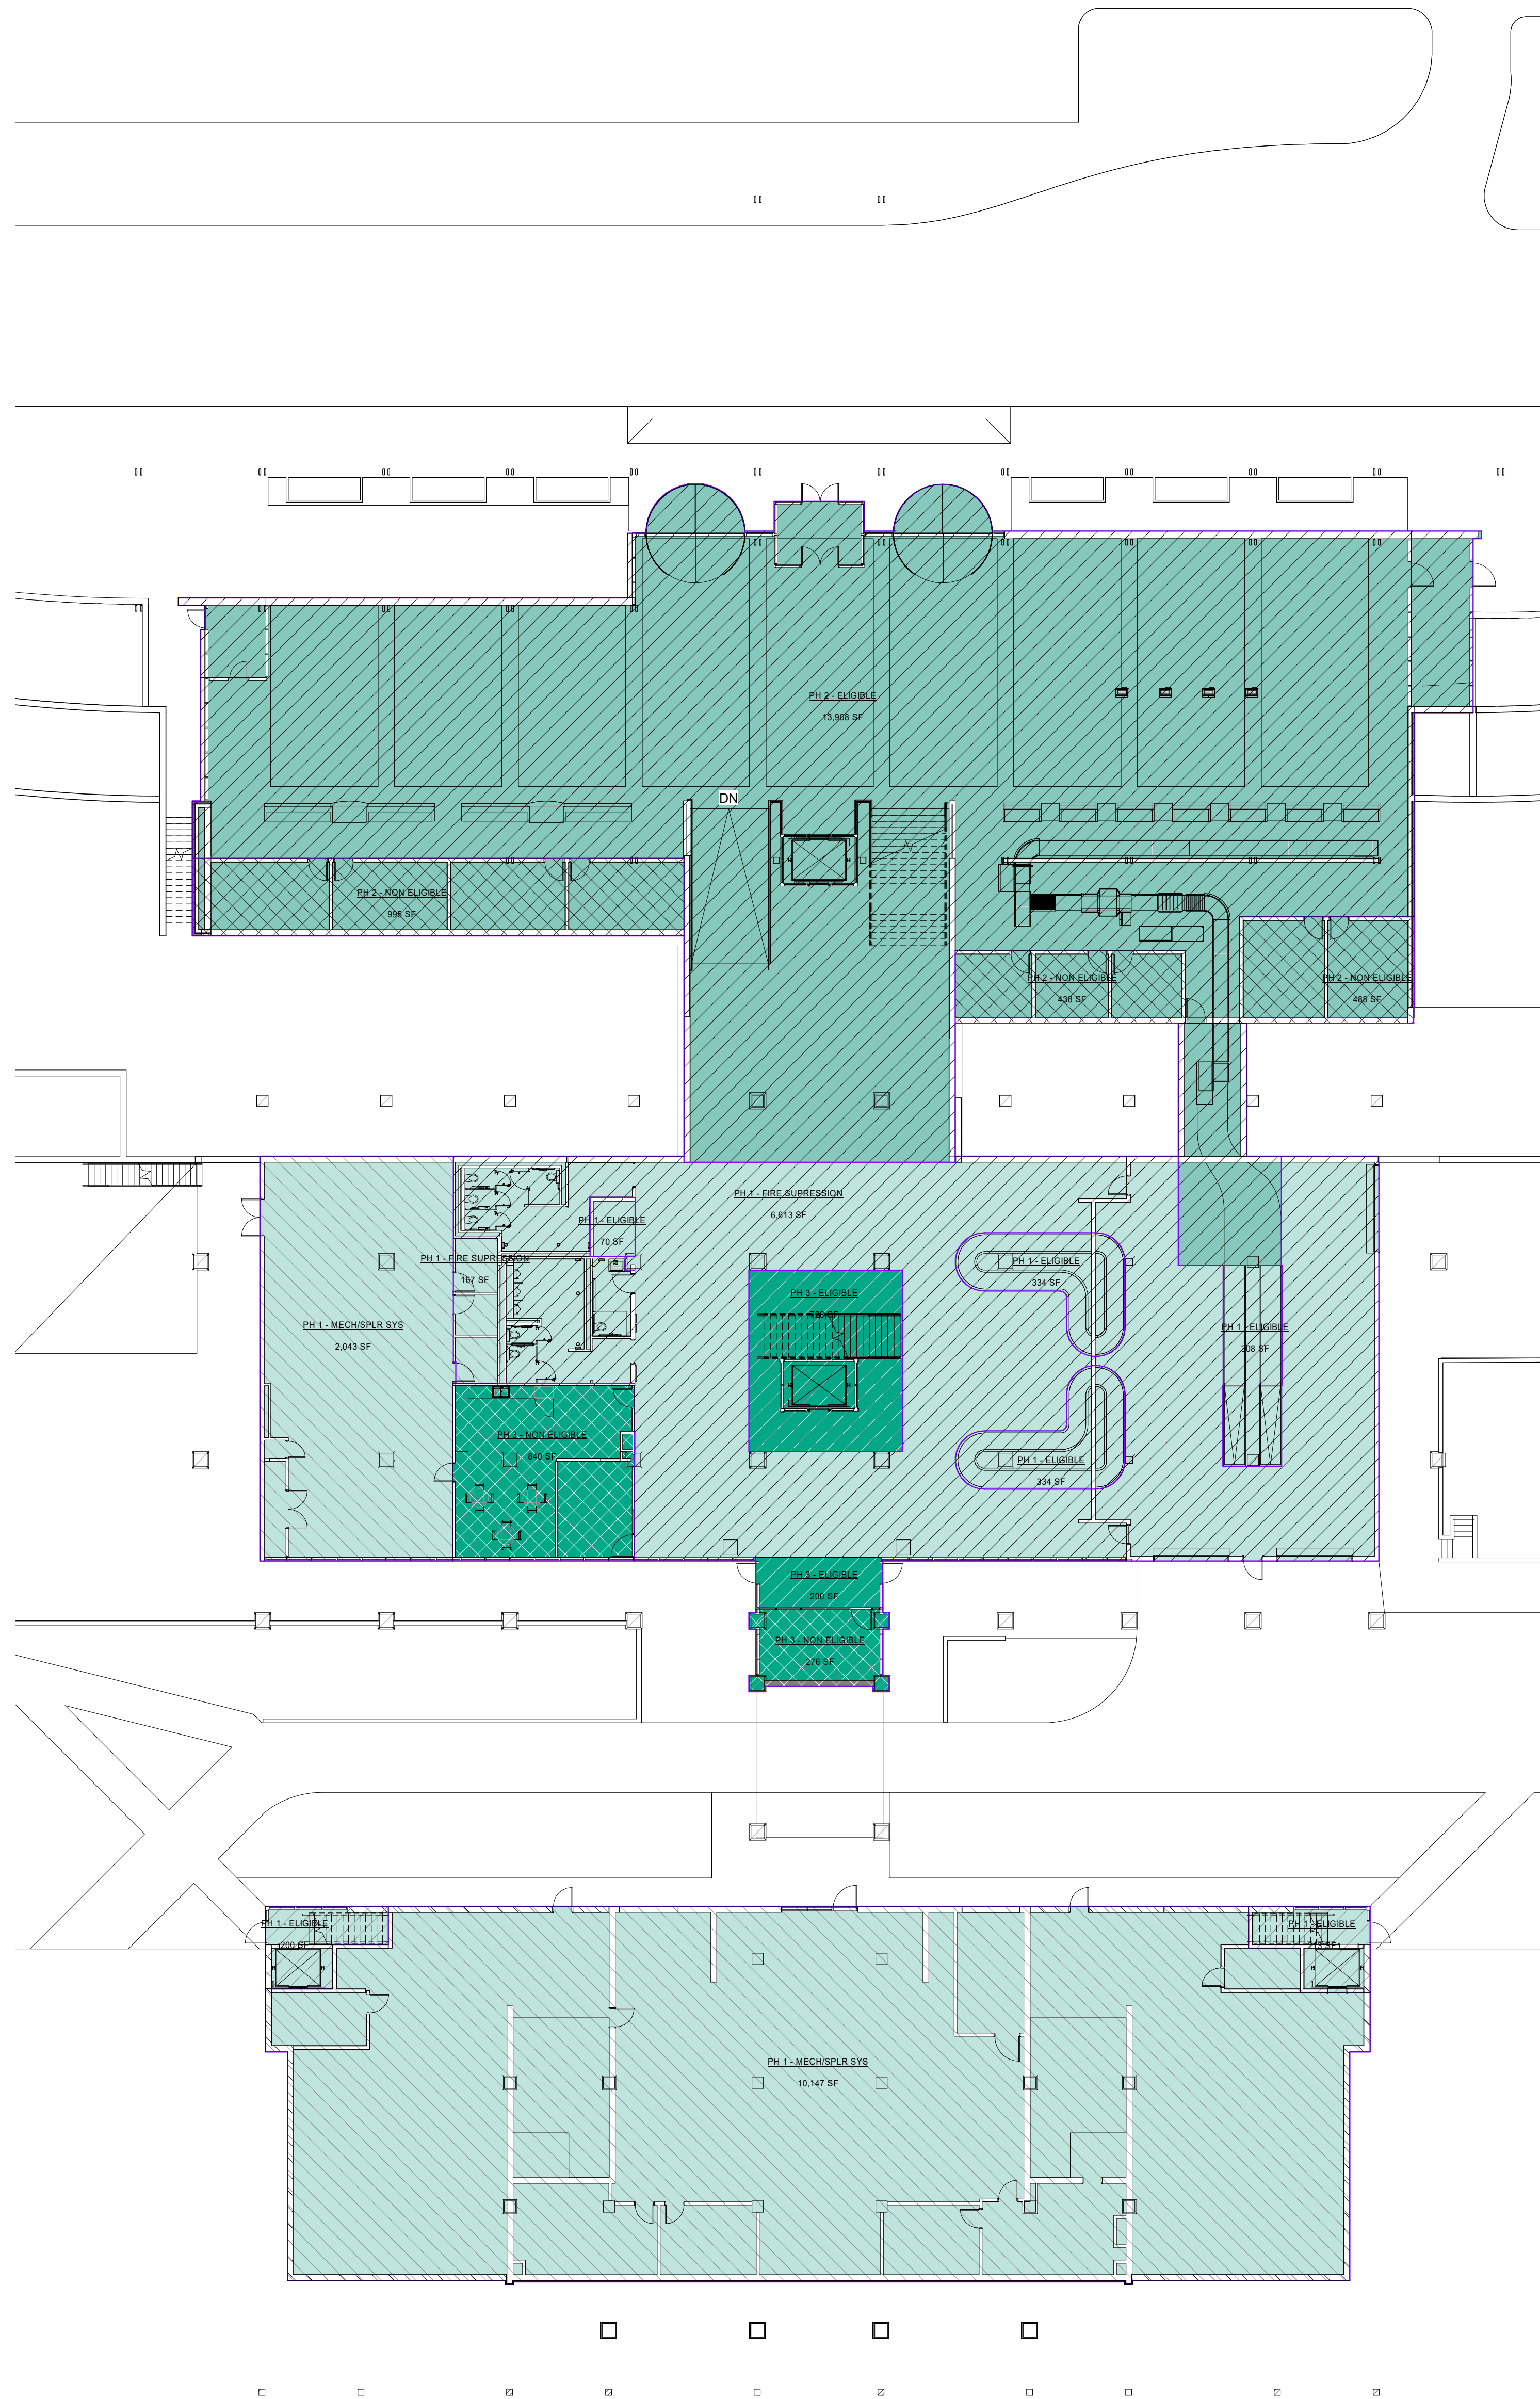 PH 2 - ELIGIBLE
13,908 SF
DN
PH 2 - NON ELIGIBLE
996 SF
PH 2 - NON ELIGIBLE
438 SF
PH 2 - NON ELIGIBLE
488 SF
PH 1 - FIRE SUPRESSION
6,613 SF
PH 1 - ELIGIBLE
70 SF
PH 1 - FIRE SUPRESSION
167 SF
PH 1 - ELIGIBLE
334 SF
PH 3 - ELIGIBLE
PH 1 - MECH/SPLR SYS
2,043 SF
PH 1 - ELIGIBLE
308 SF
PH 3 - NON ELIGIBLE
840 SF
PH 1 - ELIGIBLE
334 SF
PH 3 - ELIGIBLE
200 SF
PH 3 - NON ELIGIBLE
276 SF
PH 1 - ELIGIBLE
200 SF
PH 1 - ELIGIBLE
PH 1 - MECH/SPLR SYS
10,147 SF